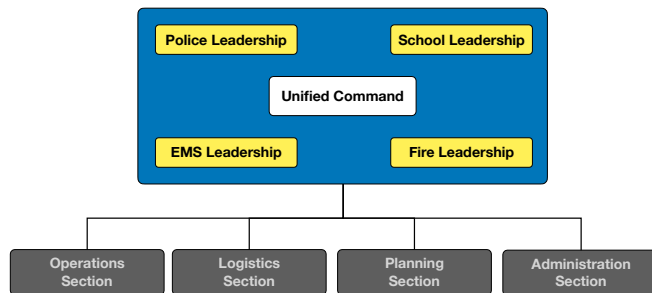 Police Leadership
School Leadership
Unified Command
EMS Leadership
Fire Leadership
Operations
Section
Logistics
Section
Planning
Section
Administration
Section